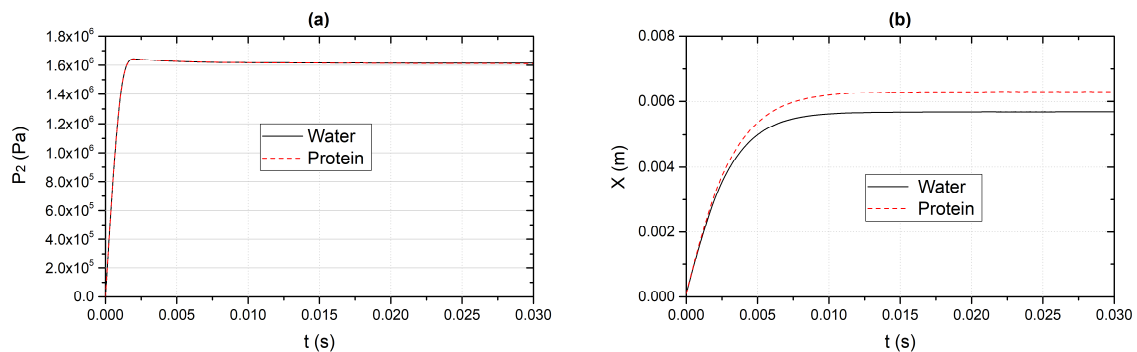 (a)
1.8x10⁶
1.6x10⁶
1.4x10⁶
1.2x10⁶
1.0x10⁶
8.0x10⁵
6.0x10⁵
4.0x10⁵
2.0x10⁵
0.0
P₂ (Pa)
Water
Protein
0.000 0.005 0.010 0.015 0.020 0.025 0.030
t (s)
(b)
0.008
0.006
0.004
0.002
0.000
X (m)
Water
Protein
0.000 0.005 0.010 0.015 0.020 0.025 0.030
t (s)